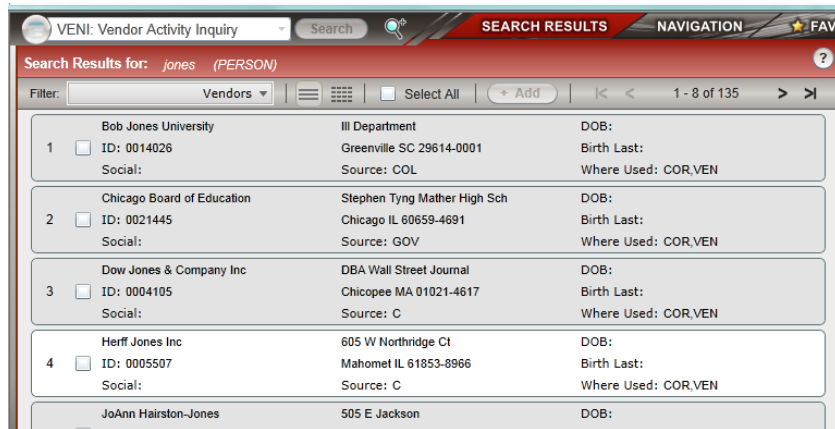 VENI: Vendor Activity Inquiry Search SEARCH RESULTS NAVIGATION FAV
Search Results for: jones (PERSON) ?
Filter: Vendors Select All + Add 1 - 8 of 135
Bob Jones University Ill Department DOB:
1 ID: 0014026 Greenville SC 29614-0001 Birth Last:
Social: Source: COL Where Used: COR,VEN
Chicago Board of Education Stephen Tyng Mather High Sch DOB:
2 ID: 0021445 Chicago IL 60659-4691 Birth Last:
Social: Source: GOV Where Used: COR,VEN
Dow Jones & Company Inc DBA Wall Street Journal DOB:
3 ID: 0004105 Chicopee MA 01021-4617 Birth Last:
Social: Source: C Where Used: COR,VEN
Herff Jones Inc 605 W Northridge Ct DOB:
4 ID: 0005507 Mahomet IL 61853-8966 Birth Last:
Social: Source: C Where Used: COR,VEN
JoAnn Hairston-Jones 505 E Jackson DOB: